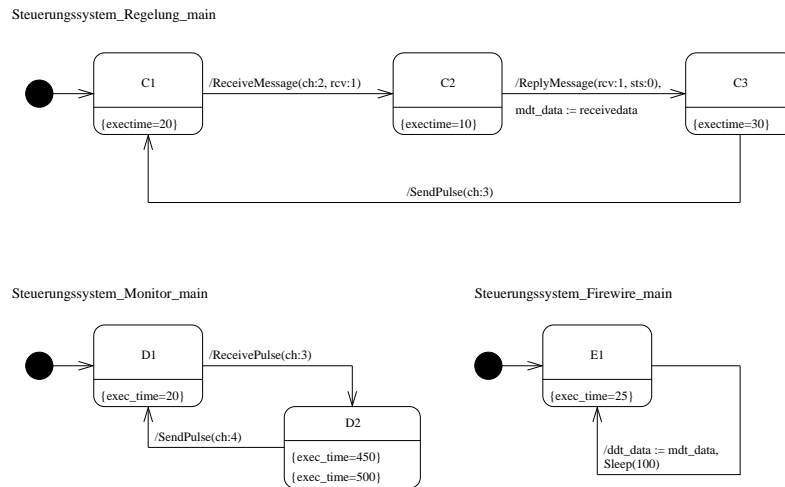 Steuerungssystem_Regelung_main
C1
/ReceiveMessage(ch:2, rcv:1)
C2
/ReplyMessage(rcv:1, sts:0),
C3
{exectime=20}
{exectime=10}
mdt_data := receivedata
{exectime=30}
/SendPulse(ch:3)
Steuerungssystem_Monitor_main
Steuerungssystem_Firewire_main
D1
/ReceivePulse(ch:3)
E1
{exec_time=20}
{exec_time=25}
D2
/SendPulse(ch:4)
{exec_time=450}
{exec_time=500}
/ddt_data := mdt_data,
Sleep(100)